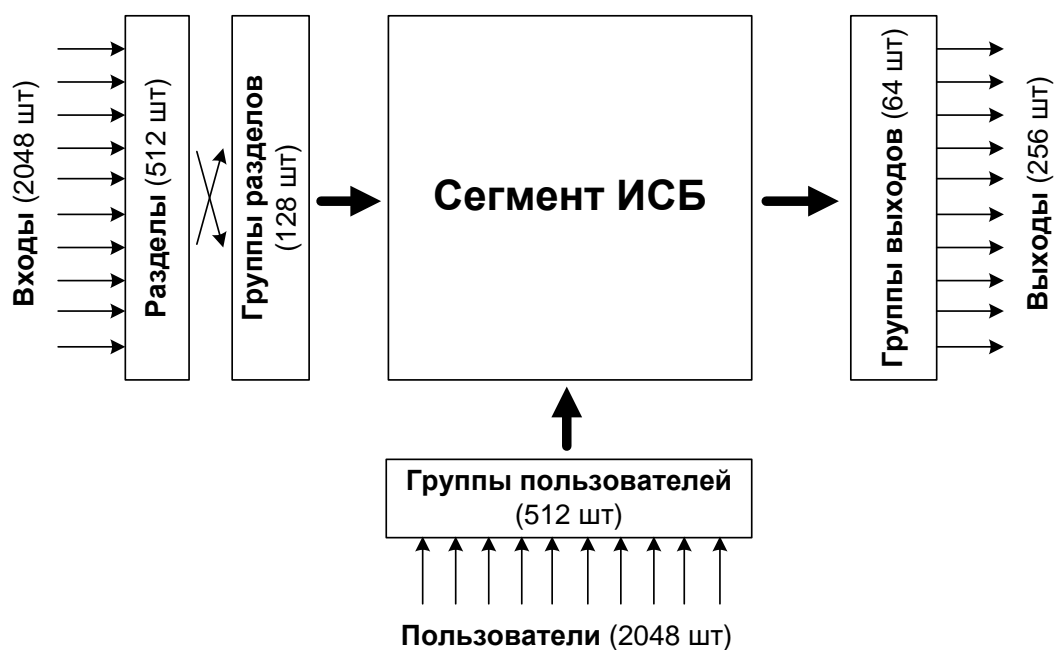 Входы (2048 шт)
Разделы (512 шт)
Группы разделов
(128 шт)
Сегмент ИСБ
Группы выходов (64 шт)
Выходы (256 шт)
Группы пользователей
(512 шт)
Пользователи (2048 шт)